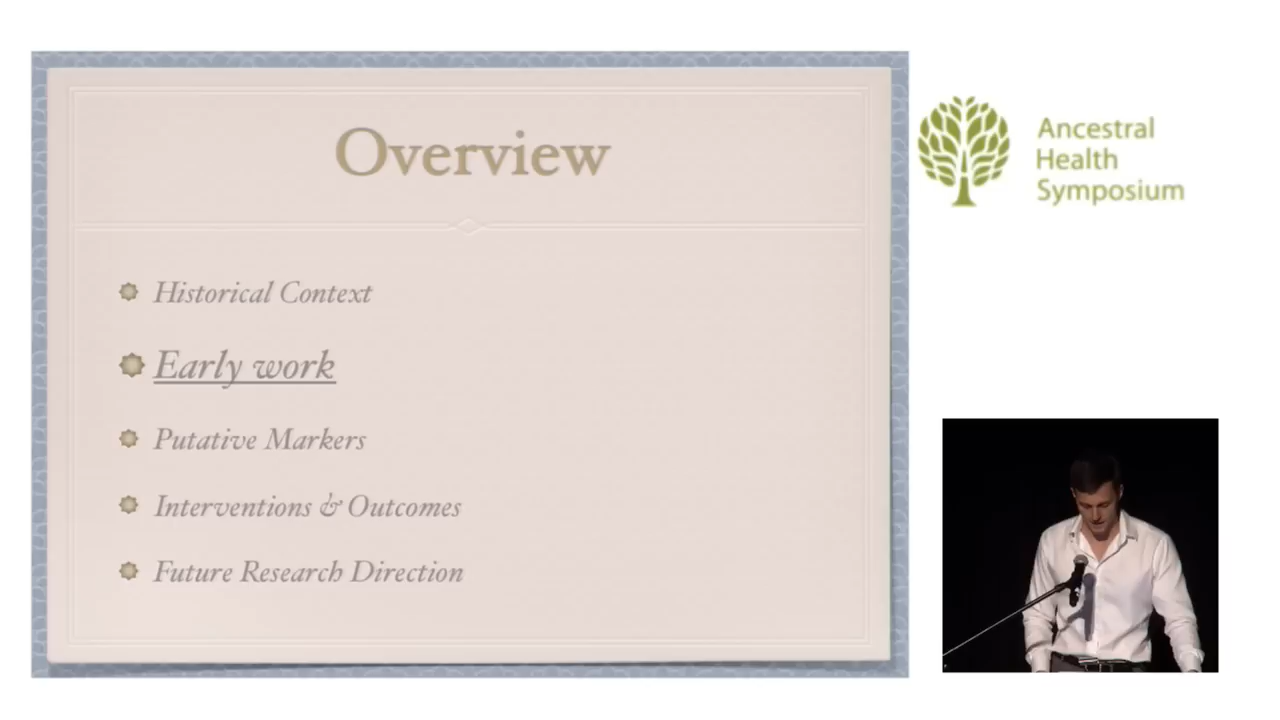 Overview
Historical Context
Early work
Putative Markers
Interventions & Outcomes
Future Research Direction
Ancestral
Health
Symposium